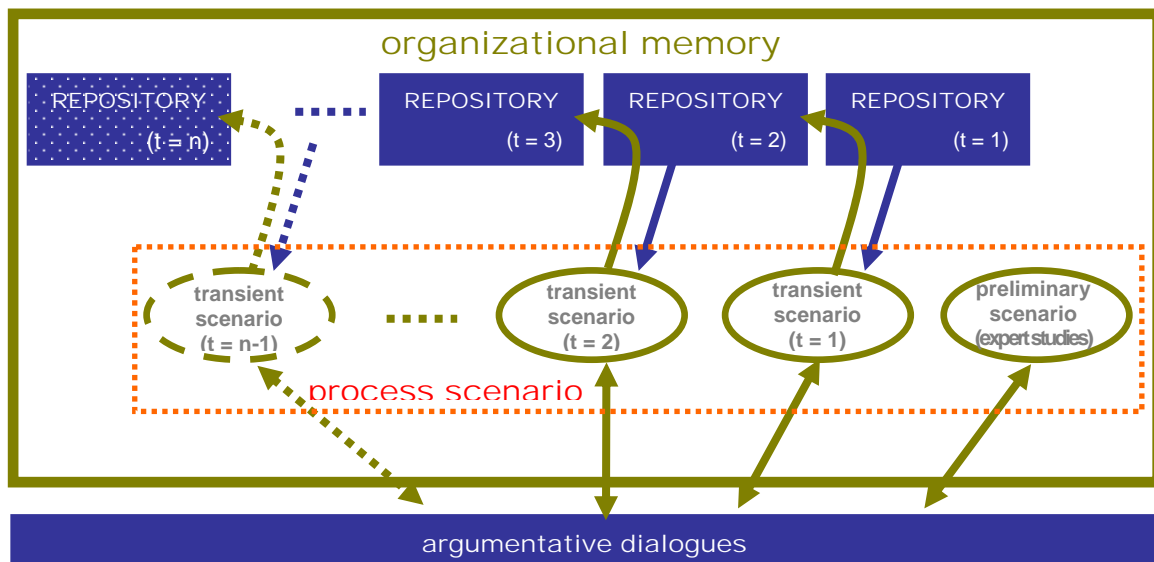 organizational memory
REPOSITORY
(t = n)
REPOSITORY
(t = 3)
REPOSITORY
(t = 2)
REPOSITORY
(t = 1)
transient
scenario
(t = n-1)
transient
scenario
(t = 2)
transient
scenario
(t = 1)
preliminary
scenario
(expert studies)
process scenario
argumentative dialogues